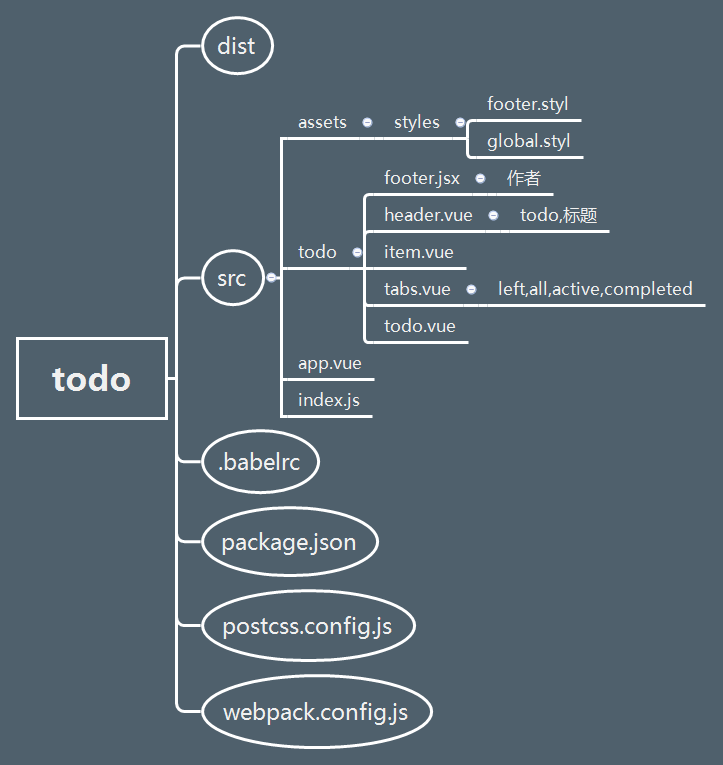 dist
footer.styl
assets
styles
global.styl
footer.jsx
作者
header.vue
todo,标题
todo
item.vue
src
tabs.vue
left,all,active,completed
todo.vue
app.vue
todo
index.js
.babelrc
package.json
postcss.config.js
webpack.config.js